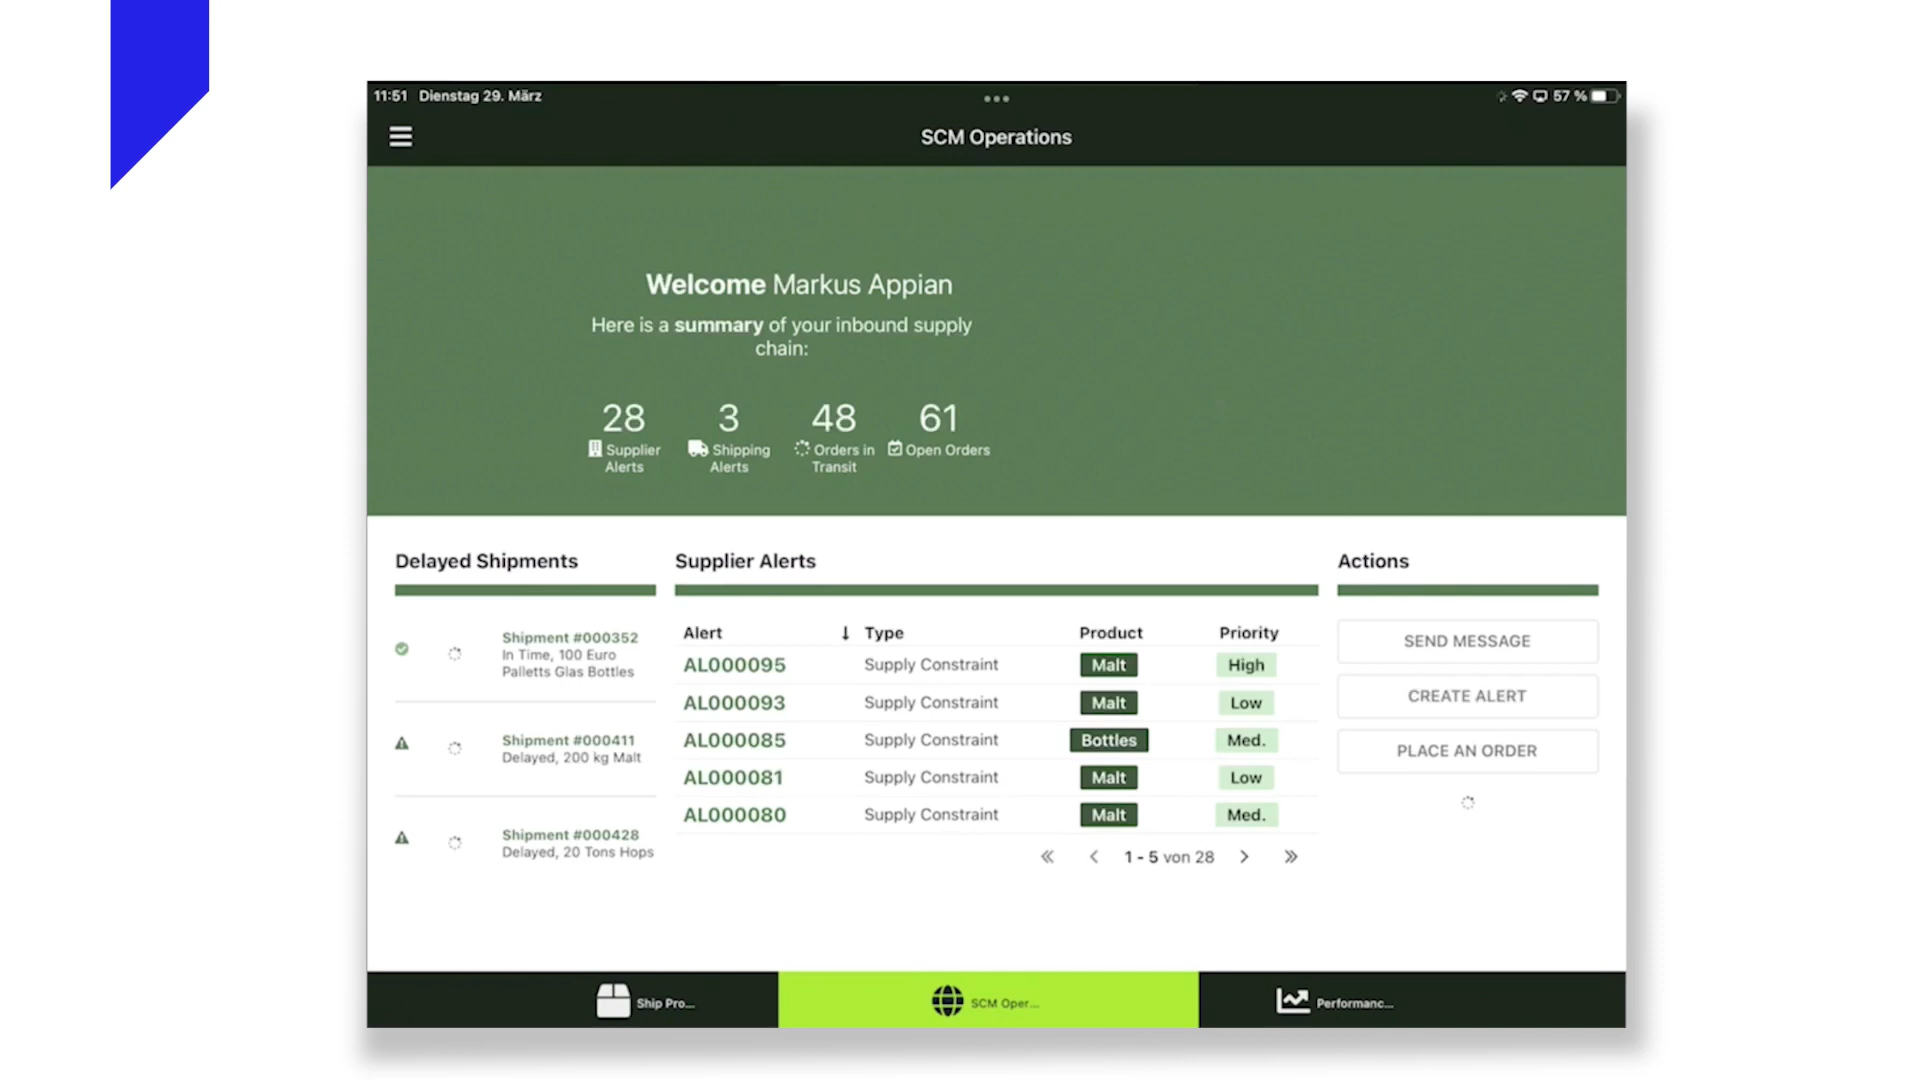 11:51 Dienstag 29. März
57 %
SCM Operations
Welcome Markus Appian
Here is a summary of your inbound supply
chain:
28 3 48 61
Supplier Shipping Orders in Open Orders
Alerts Alerts Transit
Delayed Shipments
Shipment #000352
In Time, 100 Euro
Palletts Glas Bottles
Shipment #000411
Delayed, 200 kg Malt
Shipment #000428
Delayed, 20 Tons Hops
Supplier Alerts
Alert Type Product Priority
AL000095 Supply Constraint Malt High
AL000093 Supply Constraint Malt Low
AL000085 Supply Constraint Bottles Med.
AL000081 Supply Constraint Malt Low
AL000080 Supply Constraint Malt Med.
1 - 5 von 28
Actions
SEND MESSAGE
CREATE ALERT
PLACE AN ORDER
Ship Pro... SCM Oper... Performanc...